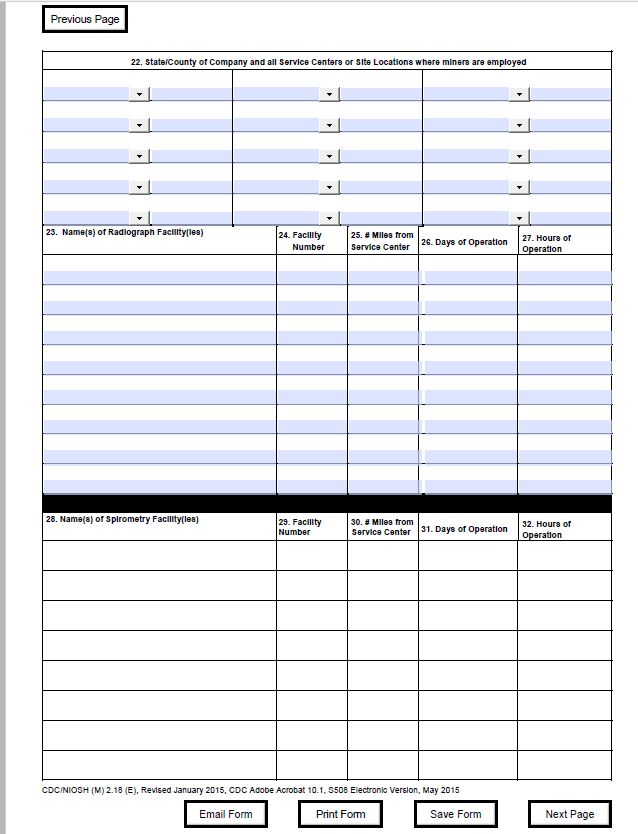 Previous Page
22. State/County of Company and all Service Centers or Site Locations where miners are employed
23. Name(s) of Radiograph Facility(ies)
24. Facility
Number
25. # Miles from
Service Center
26. Days of Operation
27. Hours of
Operation
28. Name(s) of Spirometry Facility(ies)
29. Facility
Number
30. # Miles from
Service Center
31. Days of Operation
32. Hours of
Operation
CDC/NIOSH (M) 2.18 (E), Revised January 2015, CDC Adobe Acrobat 10.1, S508 Electronic Version, May 2015
Email Form
Print Form
Save Form
Next Page